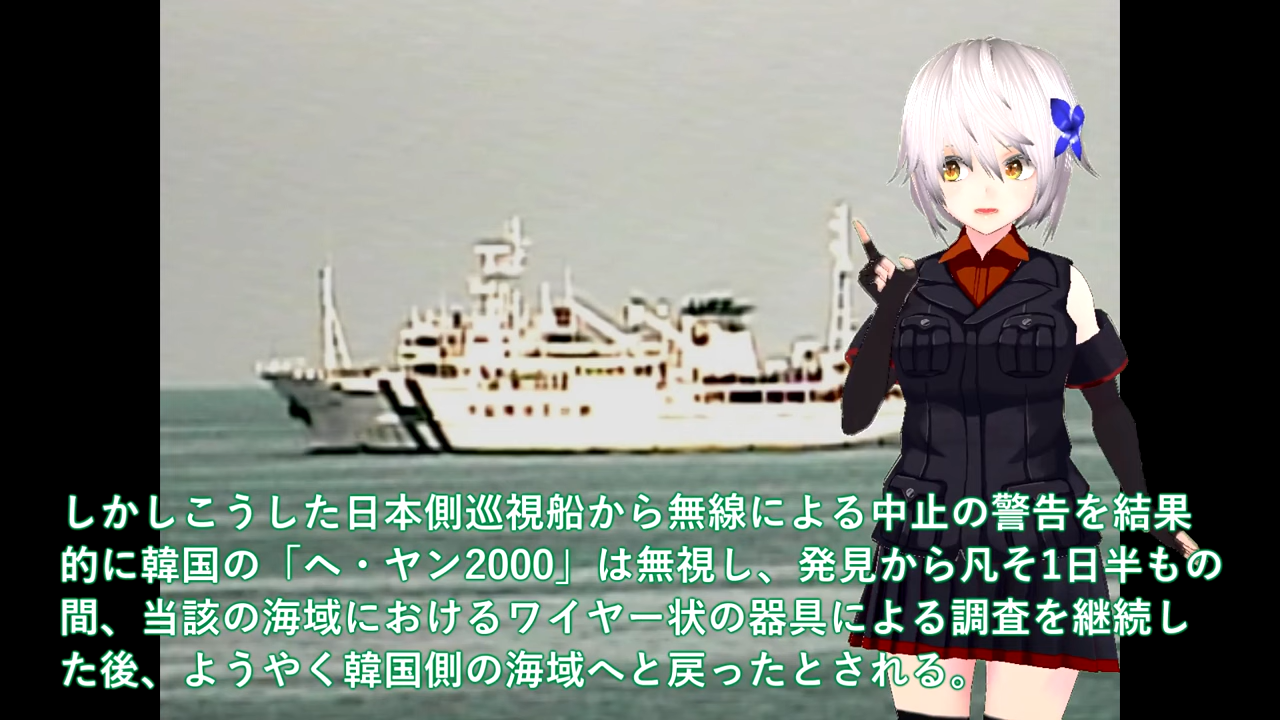 しかしこうした日本側巡視船から無線による中止の警告を結果
的に韓国の「ヘ・ヤン2000」は無視し、発見から凡そ1日半もの
間、当該の海域におけるワイヤー状の器具による調査を継続し
た後、ようやく韓国側の海域へと戻ったとされる。